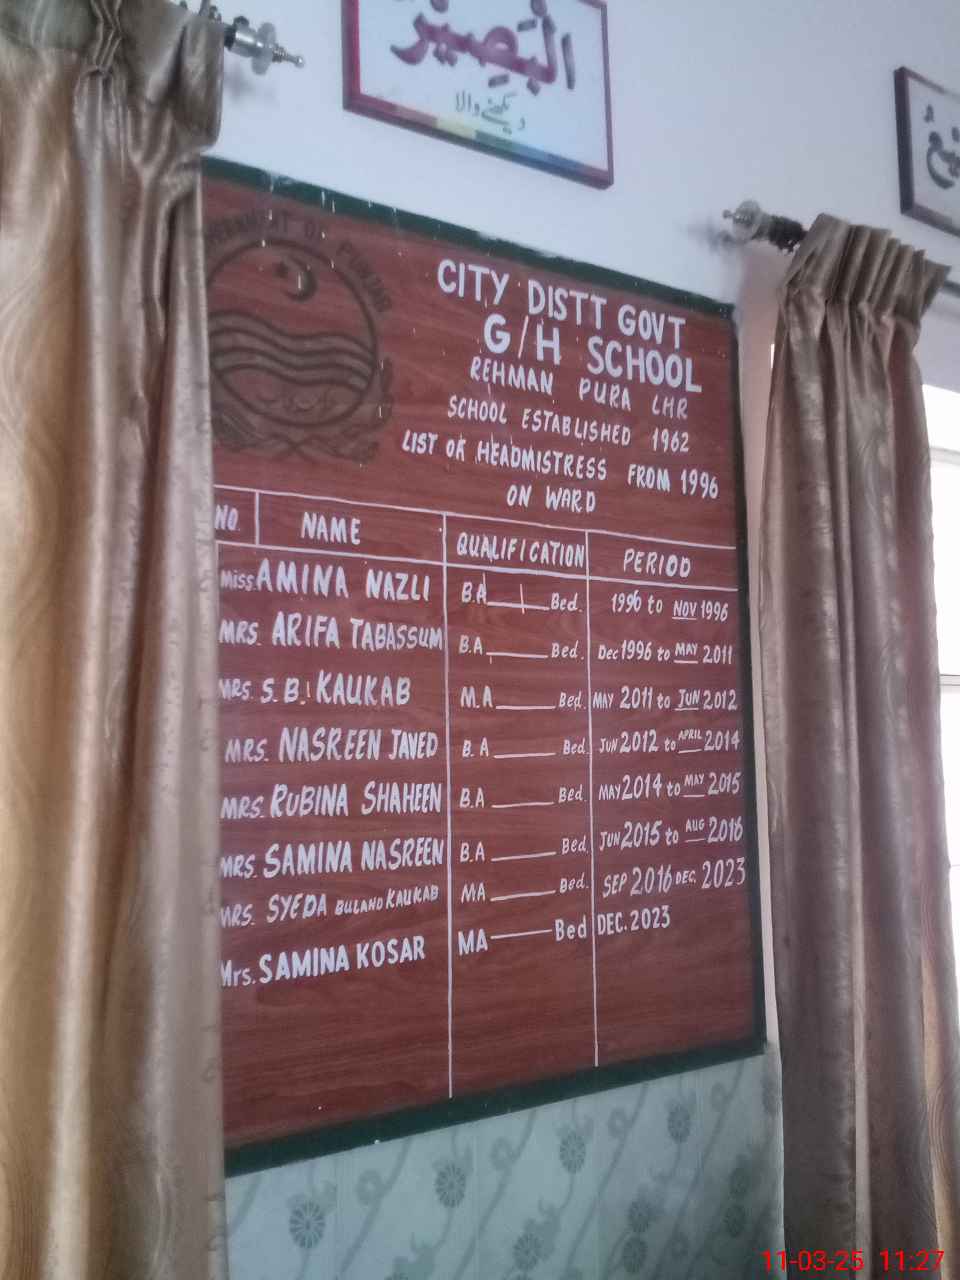 الْبَصِيْرُ
دیکھنے والا
GOVERNMENT OF PUNJAB
CITY DISTT GOVT
G/H SCHOOL
REHMAN PURA LHR
SCHOOL ESTABLISHED 1962
LIST OF HEADMISTRESS FROM 1996
ON WARD
NO. NAME QUALIFICATION PERIOD
Miss. AMINA NAZLI B.A Bed. 1996 to NOV 1996
MRS. ARIFA TABASSUM B.A Bed. Dec 1996 to MAY 2011
MRS. S.B. KAUKAB M.A Bed. MAY 2011 to JUN 2012
MRS. NASREEN JAVED B.A Bed. JUN 2012 to APRIL 2014
MRS. RUBINA SHAHEEN B.A Bed. MAY 2014 to MAY 2015
MRS. SAMINA NASREEN B.A Bed. JUN 2015 to AUG 2016
MRS. SYEDA BULAND KAUKAB MA Bed. SEP 2016 DEC. 2023
Mrs. SAMINA KOSAR MA Bed DEC. 2023
11-03-25 11:27